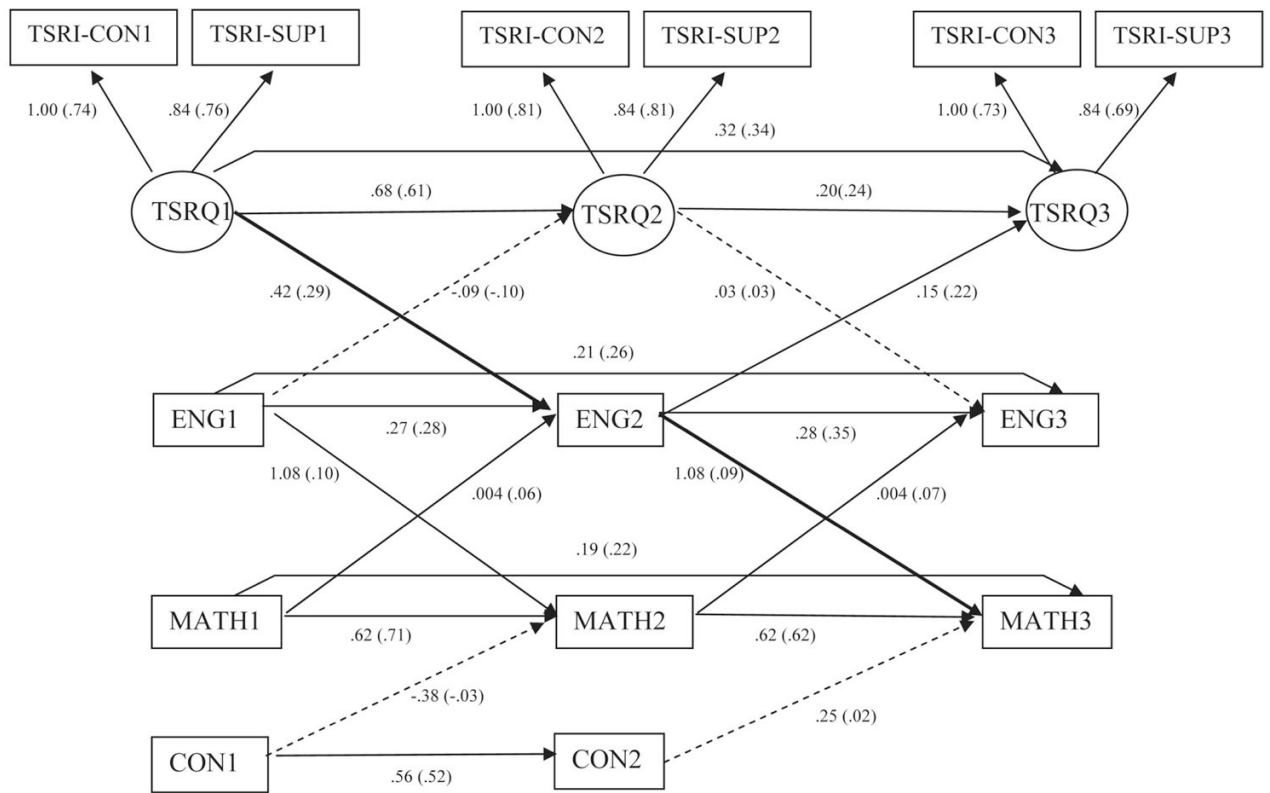 TSRI-CON1
TSRI-SUP1
TSRI-CON2
TSRI-SUP2
TSRI-CON3
TSRI-SUP3
1.00 (.74)
.84 (.76)
1.00 (.81)
.84 (.81)
.32 (.34)
1.00 (.73)
.84 (.69)
TSRQ1
.68 (.61)
TSRQ2
.20(.24)
TSRQ3
.42 (.29)
-.09 (-.10)
.03 (.03)
.15 (.22)
.21 (.26)
ENG1
.27 (.28)
ENG2
.28 (.35)
ENG3
1.08 (.10)
.004 (.06)
1.08 (.09)
.004 (.07)
.19 (.22)
MATH1
.62 (.71)
MATH2
.62 (.62)
MATH3
-.38 (-.03)
.25 (.02)
CON1
.56 (.52)
CON2